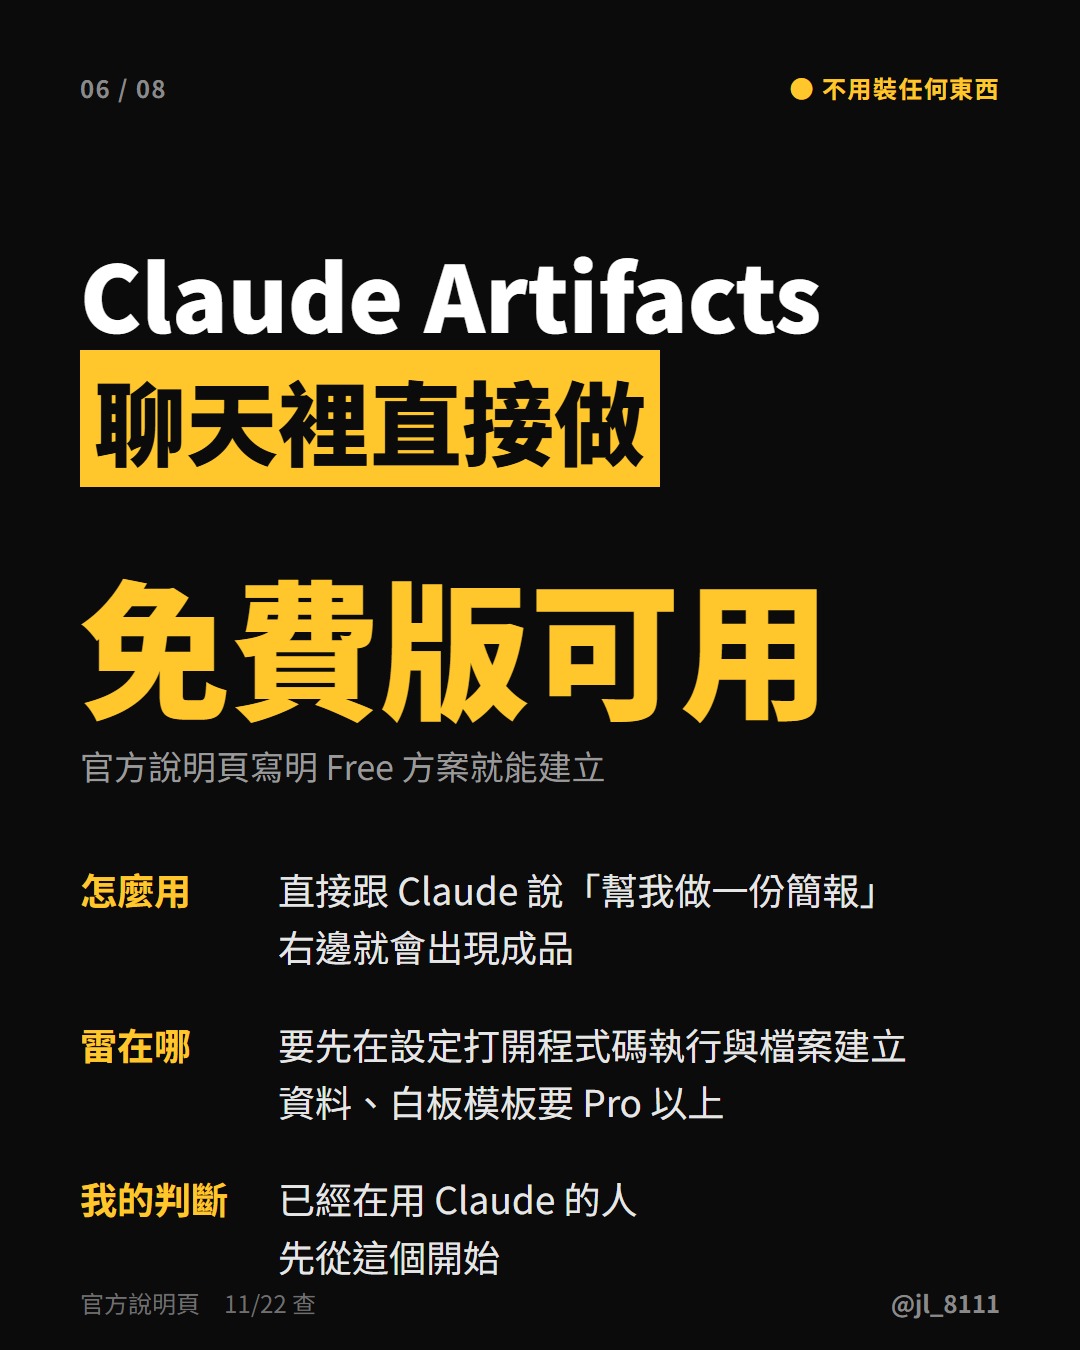 06 / 08
● 不用裝任何東西
Claude Artifacts
聊天裡直接做
免費版可用
官方說明頁寫明 Free 方案就能建立
怎麼用
直接跟 Claude 說「幫我做一份簡報」
右邊就會出現成品
雷在哪
要先在設定打開程式碼執行與檔案建立
資料、白板模板要 Pro 以上
我的判斷
已經在用 Claude 的人
先從這個開始
官方說明頁 11/22 查
@jl_8111